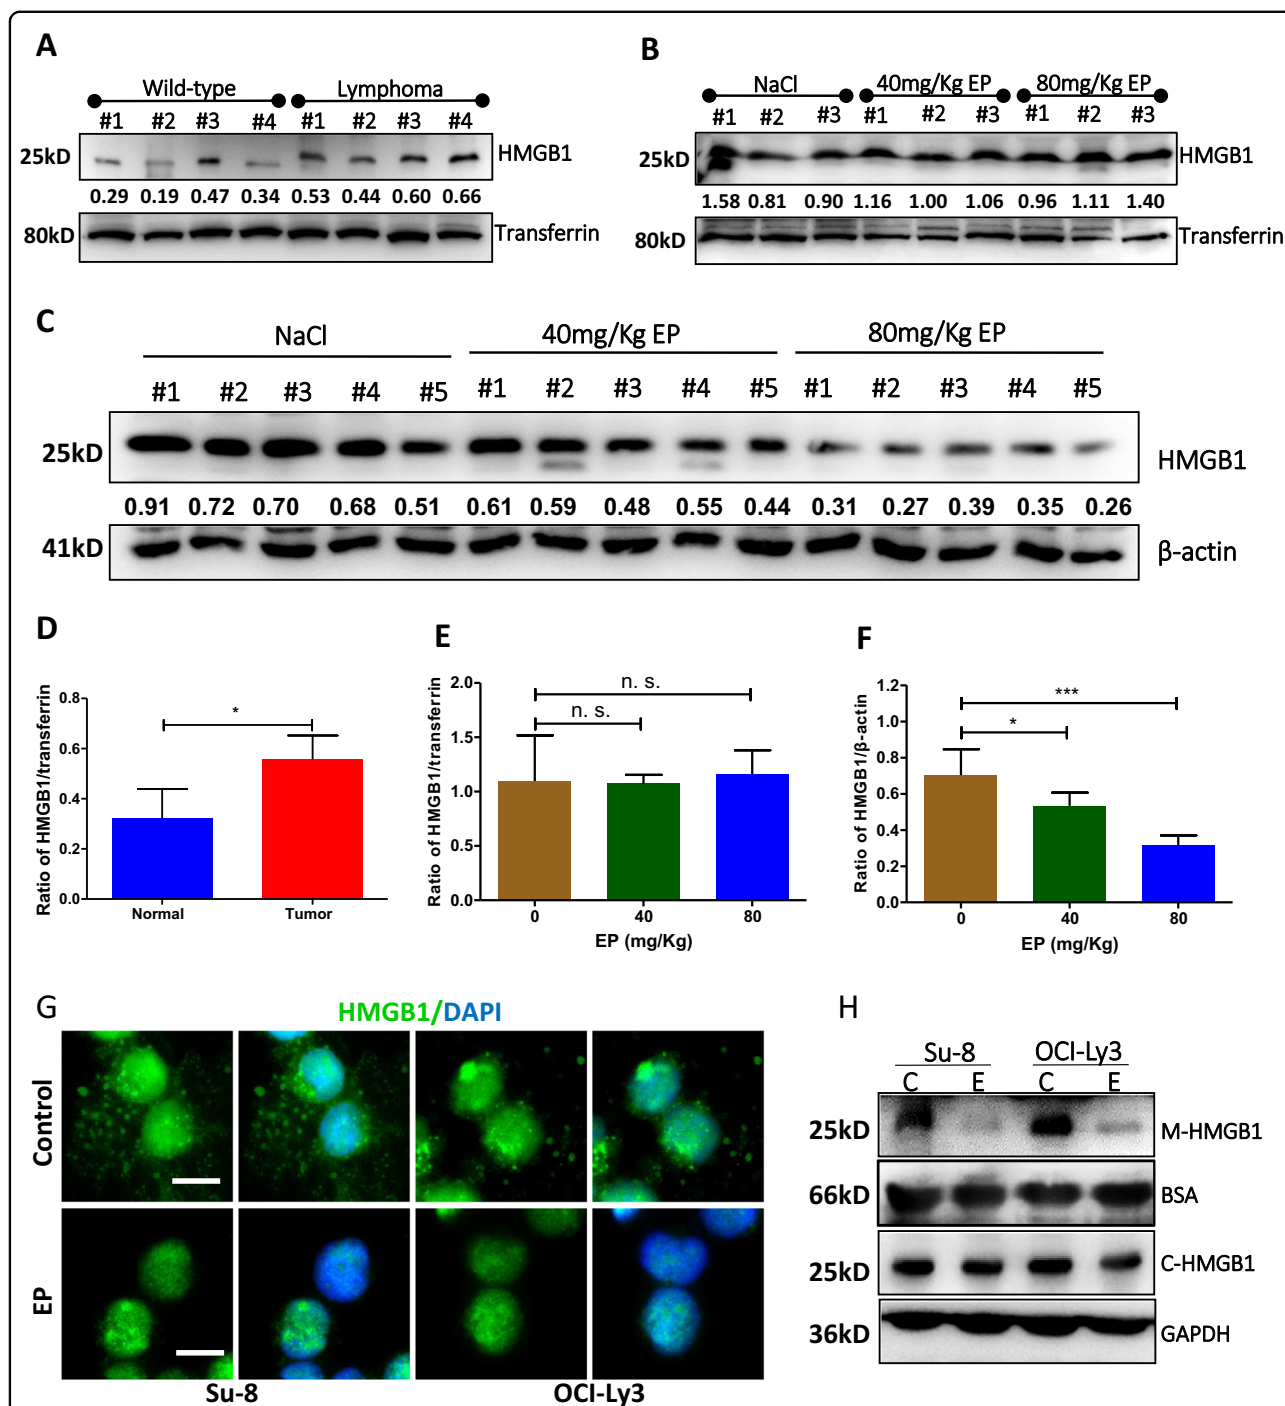 A
Wild-type Lymphoma
#1 #2 #3 #4 #1 #2 #3 #4
25kD HMGB1
0.29 0.19 0.47 0.34 0.53 0.44 0.60 0.66
80kD Transferrin
B
NaCl 40mg/Kg EP 80mg/Kg EP
#1 #2 #3 #1 #2 #3 #1 #2 #3
25kD HMGB1
1.58 0.81 0.90 1.16 1.00 1.06 0.96 1.11 1.40
80kD Transferrin
C
NaCl 40mg/Kg EP 80mg/Kg EP
#1 #2 #3 #4 #5 #1 #2 #3 #4 #5 #1 #2 #3 #4 #5
25kD HMGB1
0.91 0.72 0.70 0.68 0.51 0.61 0.59 0.48 0.55 0.44 0.31 0.27 0.39 0.35 0.26
41kD β-actin
D
Ratio of HMGB1/transferrin
0.8
0.6
0.4
0.2
0.0
*
Normal Tumor
E
Ratio of HMGB1/transferrin
2.0
1.5
1.0
0.5
0.0
n. s.
n. s.
0 40 80
EP (mg/Kg)
F
Ratio of HMGB1/β-actin
1.2
1.0
0.8
0.6
0.4
0.2
0.0
***
*
0 40 80
EP (mg/Kg)
G
HMGB1/DAPI
Control
EP
Su-8 OCI-Ly3
H
Su-8 OCI-Ly3
C E C E
25kD M-HMGB1
66kD BSA
25kD C-HMGB1
36kD GAPDH